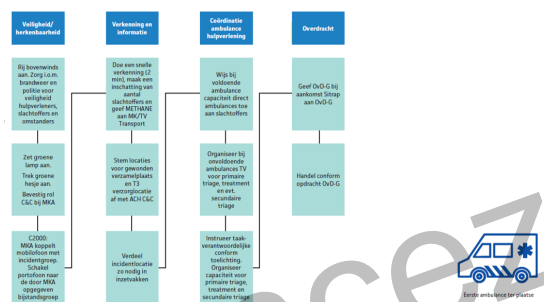 Veiligheid/
herkenbaarheid
Rij bovenwinds
aan. Zorg i.o.m.
brandweer en
politie voor
veiligheid
hulpverleners,
slachtoffers en
omstanders
Zet groene
lamp aan.
Trek groene
hesje aan.
Bevestig rol
C&C bij MKA
C2000:
MKA koppelt
mobilofoon met
incidentgroep.
Schakel
portofoon naar
de door MKA
opgegeven
bijstandsgroep
Verkenning en
informatie
Doe een snelle
verkenning (2
min), maak een
inschatting van
aantal
slachtoffers en
geef METHANE
aan MK/TV
Transport
Stem locaties
voor gewonden
verzamelplaats
en T3
verzorglocatie
af met ACH C&C
Verdeel
incidentlocatie
zo nodig in
inzetvakken
Coördinatie
ambulance
hulpverlening
Wijs bij
voldoende
ambulance
capaciteit direct
ambulances toe
aan slachtoffers
Organiseer bij
onvoldoende
ambulances TV
voor primaire
triage, treatment
en evt.
secundaire
triage
Instrueer taak-
verantwoordelijke
conform
toelichting.
Organiseer
capaciteit voor
primaire triage,
treatment en
secundaire triage
Overdracht
Geef OvD-G bij
aankomst Sitrap
aan OvD-G
Handel conform
opdracht OvD-G
Eerste ambulance ter plaatse